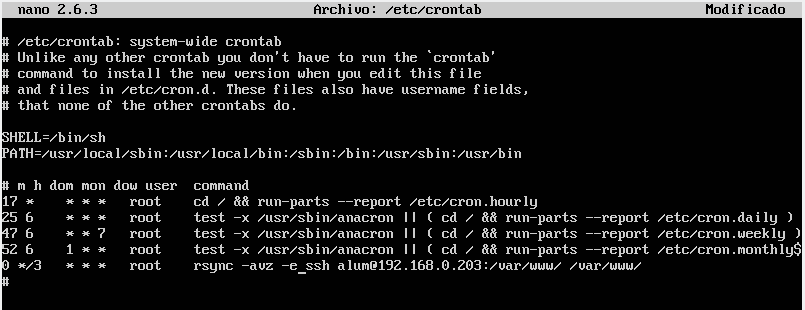 nano 2.6.3 Archivo: /etc/crontab Modificado
# /etc/crontab: system-wide crontab
# Unlike any other crontab you don't have to run the `crontab'
# command to install the new version when you edit this file
# and files in /etc/cron.d. These files also have username fields,
# that none of the other crontabs do.
SHELL=/bin/sh
PATH=/usr/local/sbin:/usr/local/bin:/sbin:/bin:/usr/sbin:/usr/bin
# m h dom mon dow user  command
17 *    * * *   root    cd / && run-parts --report /etc/cron.hourly
25 6    * * *   root    test -x /usr/sbin/anacron || ( cd / && run-parts --report /etc/cron.daily )
47 6    * * 7   root    test -x /usr/sbin/anacron || ( cd / && run-parts --report /etc/cron.weekly )
52 6    1 * *   root    test -x /usr/sbin/anacron || ( cd / && run-parts --report /etc/cron.monthly$
0 */3   * * *   root    rsync -avz -e_ssh alum@192.168.0.203:/var/www/ /var/www/
#